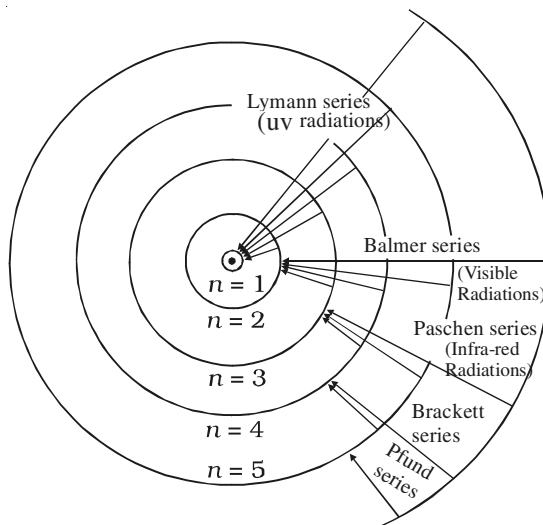 Lymann series
(uv radiations)
Balmer series
(Visible
Radiations)
n = 1
n = 2
Paschen series
(Infra-red
Radiations)
n = 3
Brackett
series
n = 4
Pfund
series
n = 5